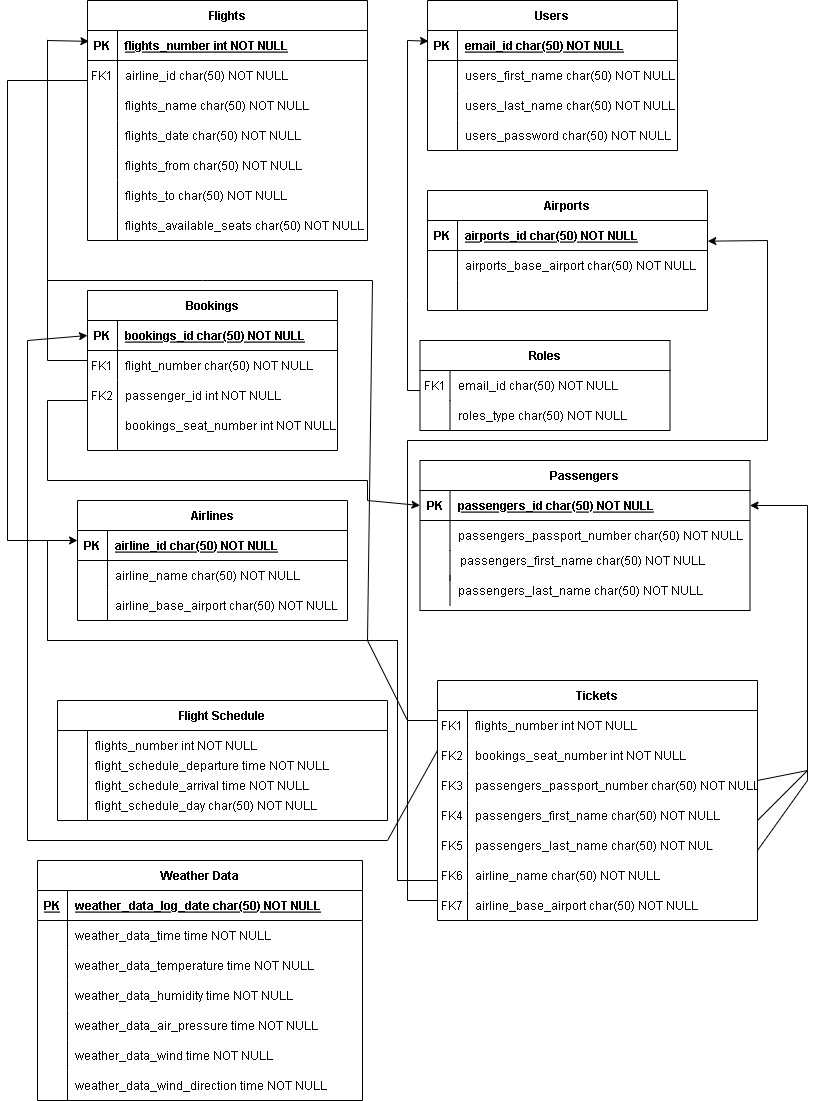 Flights
PK flights_number int NOT NULL
FK1 airline_id char(50) NOT NULL
flights_name char(50) NOT NULL
flights_date char(50) NOT NULL
flights_from char(50) NOT NULL
flights_to char(50) NOT NULL
flights_available_seats char(50) NOT NULL
Users
PK email_id char(50) NOT NULL
users_first_name char(50) NOT NULL
users_last_name char(50) NOT NULL
users_password char(50) NOT NULL
Airports
PK airports_id char(50) NOT NULL
airports_base_airport char(50) NOT NULL
Bookings
PK bookings_id char(50) NOT NULL
FK1 flight_number char(50) NOT NULL
FK2 passenger_id int NOT NULL
bookings_seat_number int NOT NULL
Roles
FK1 email_id char(50) NOT NULL
roles_type char(50) NOT NULL
Passengers
PK passengers_id char(50) NOT NULL
passengers_passport_number char(50) NOT NULL
passengers_first_name char(50) NOT NULL
passengers_last_name char(50) NOT NULL
Airlines
PK airline_id char(50) NOT NULL
airline_name char(50) NOT NULL
airline_base_airport char(50) NOT NULL
Tickets
FK1 flights_number int NOT NULL
FK2 bookings_seat_number int NOT NULL
FK3 passengers_passport_number char(50) NOT NULL
FK4 passengers_first_name char(50) NOT NULL
FK5 passengers_last_name char(50) NOT NUL
FK6 airline_name char(50) NOT NULL
FK7 airline_base_airport char(50) NOT NULL
Flight Schedule
flights_number int NOT NULL
flight_schedule_departure time NOT NULL
flight_schedule_arrival time NOT NULL
flight_schedule_day char(50) NOT NULL
Weather Data
PK weather_data_log_date char(50) NOT NULL
weather_data_time time NOT NULL
weather_data_temperature time NOT NULL
weather_data_humidity time NOT NULL
weather_data_air_pressure time NOT NULL
weather_data_wind time NOT NULL
weather_data_wind_direction time NOT NULL